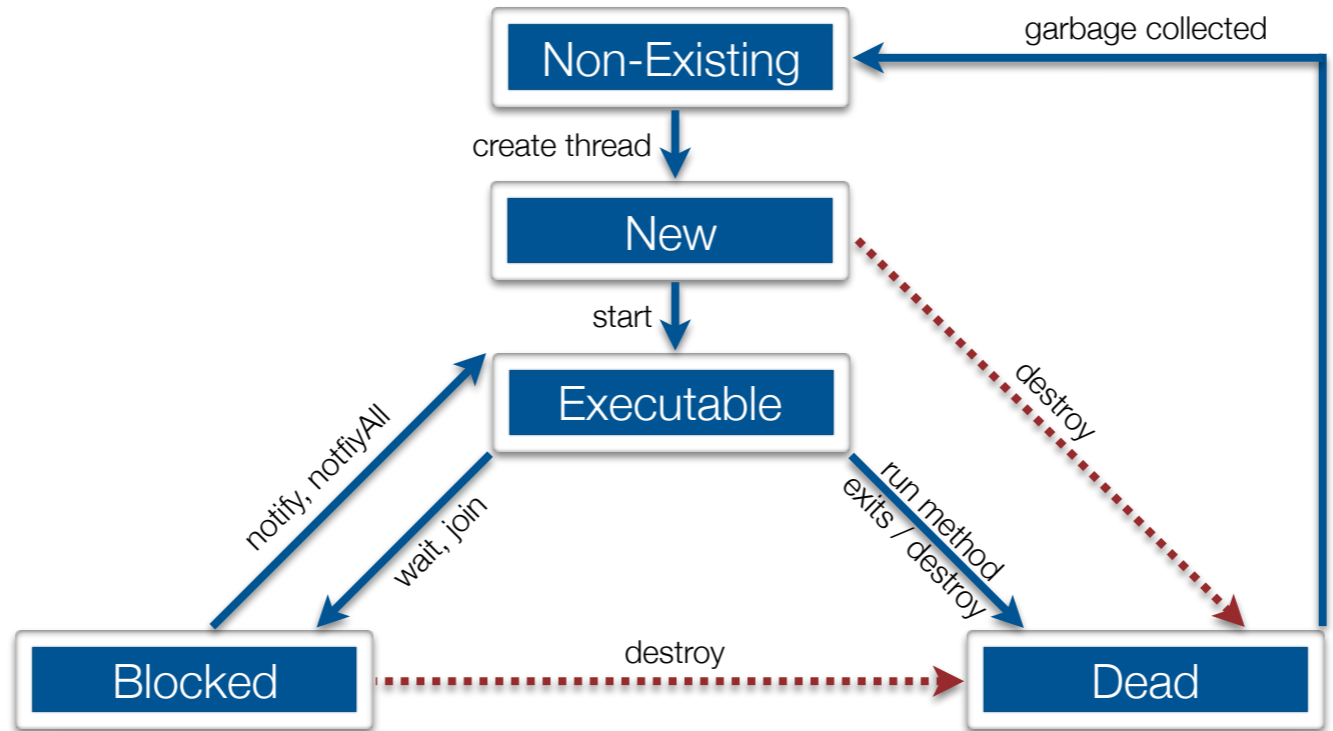 garbage collected
Non-Existing
create thread
New
start
destroy
Executable
notify, notfiyAll
wait, join
run method
exits / destroy
destroy
Blocked
Dead